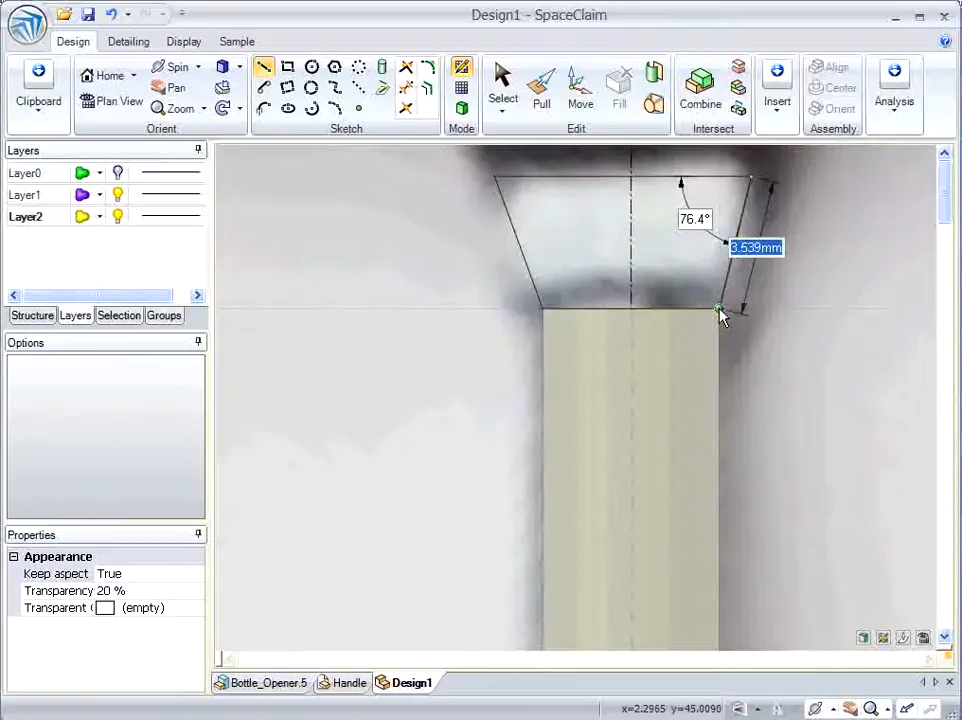 Design1 - SpaceClaim
Design Detailing Display Sample
Clipboard
Home Spin
Plan View Pan
Zoom
Orient
Sketch
Mode
Select Pull Move Fill
Edit
Combine
Intersect
Insert
Align
Center
Orient
Assembly
Analysis
Layers
Layer0
Layer1
Layer2
Structure Layers Selection Groups
Options
Properties
Appearance
Keep aspect True
Transparency 20 %
Transparent (empty)
76.4°
3.539mm
Bottle_Opener.5 Handle Design1
x=2.2965 y=45.0090